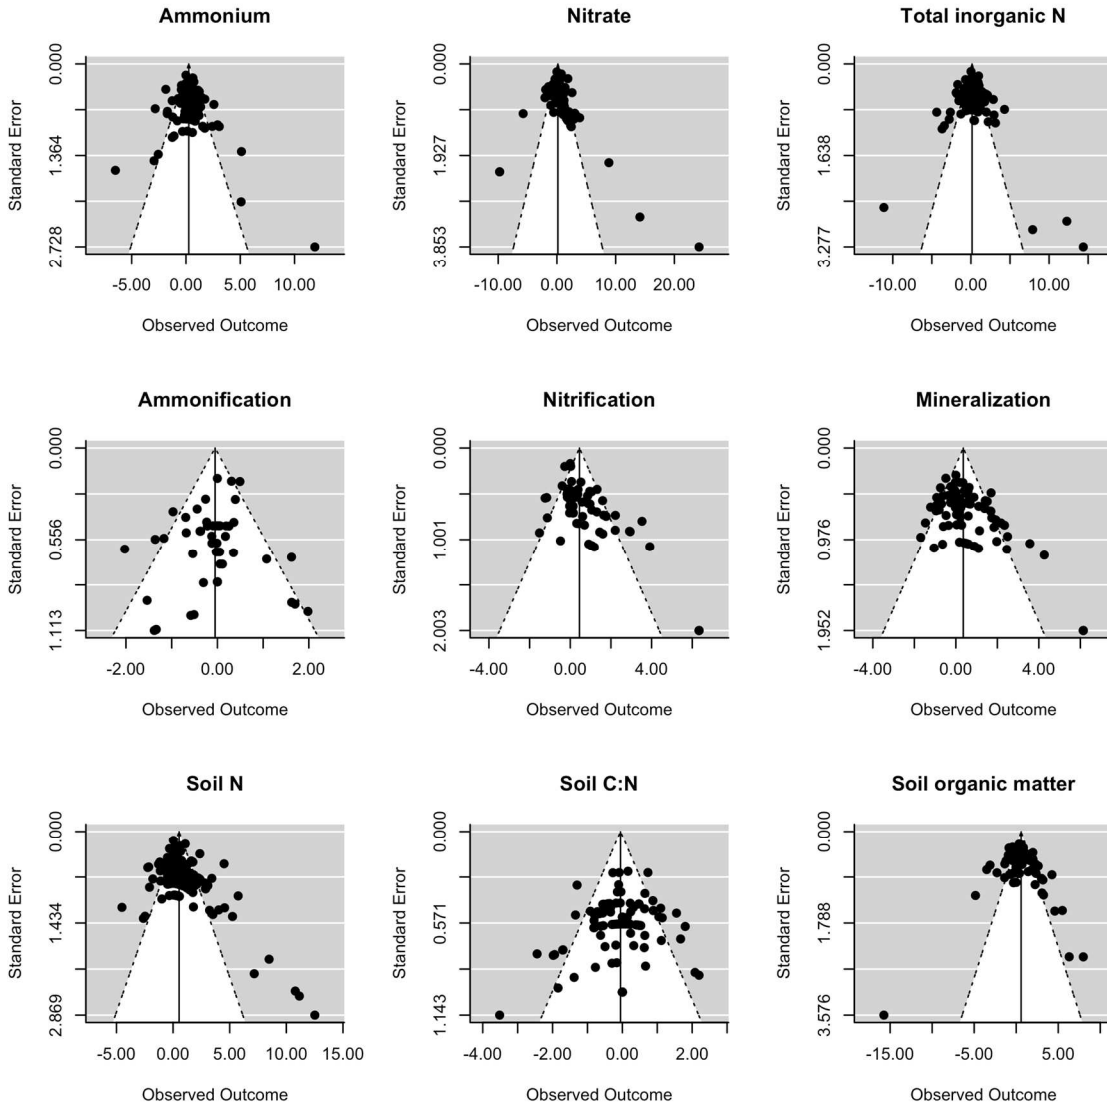 Ammonium
Standard Error
0.000
1.364
2.728
-5.00 0.00 5.00 10.00
Observed Outcome
Nitrate
Standard Error
0.000
1.927
3.853
-10.00 0.00 10.00 20.00
Observed Outcome
Total inorganic N
Standard Error
0.000
1.638
3.277
-10.00 0.00 10.00
Observed Outcome
Ammonification
Standard Error
0.000
0.556
1.113
-2.00 0.00 2.00
Observed Outcome
Nitrification
Standard Error
0.000
1.001
2.003
-4.00 0.00 4.00
Observed Outcome
Mineralization
Standard Error
0.000
0.976
1.952
-4.00 0.00 4.00
Observed Outcome
Soil N
Standard Error
0.000
1.434
2.869
-5.00 0.00 5.00 10.00 15.00
Observed Outcome
Soil C:N
Standard Error
0.000
0.571
1.143
-4.00 -2.00 0.00 2.00
Observed Outcome
Soil organic matter
Standard Error
0.000
1.788
3.576
-15.00 -5.00 5.00
Observed Outcome